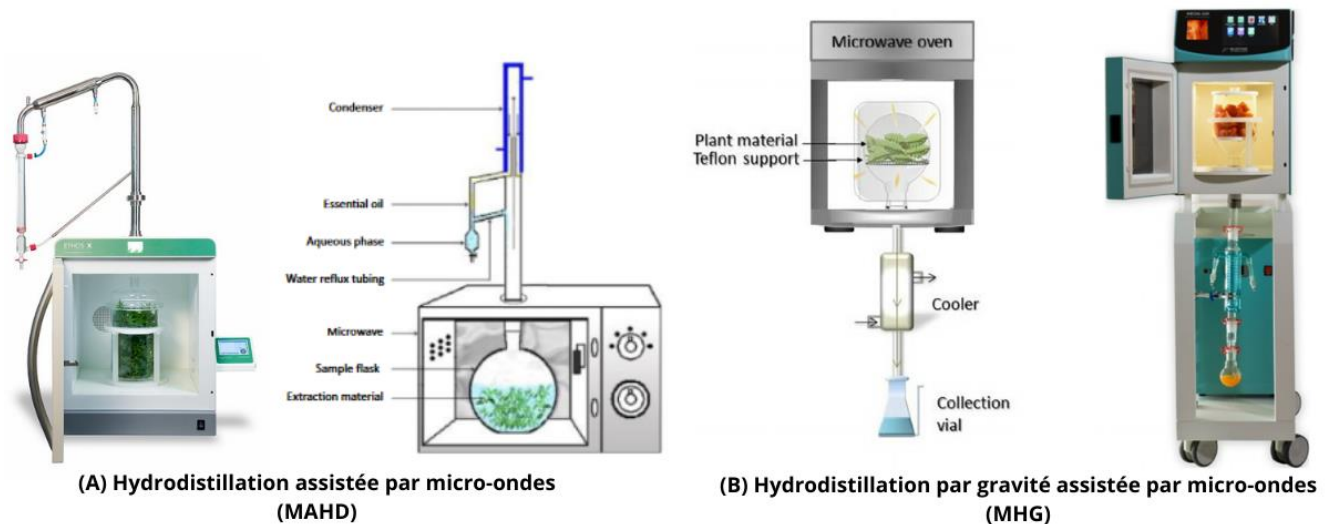 Condenser
Essential oil
Aqueous phase
Water reflux tubing
Microwave
Sample flask
Extraction material
ETHOS X
(A) Hydrodistillation assistée par micro-ondes
(MAHD)
Microwave oven
Plant material
Teflon support
Cooler
Collection
vial
(B) Hydrodistillation par gravité assistée par micro-ondes
(MHG)